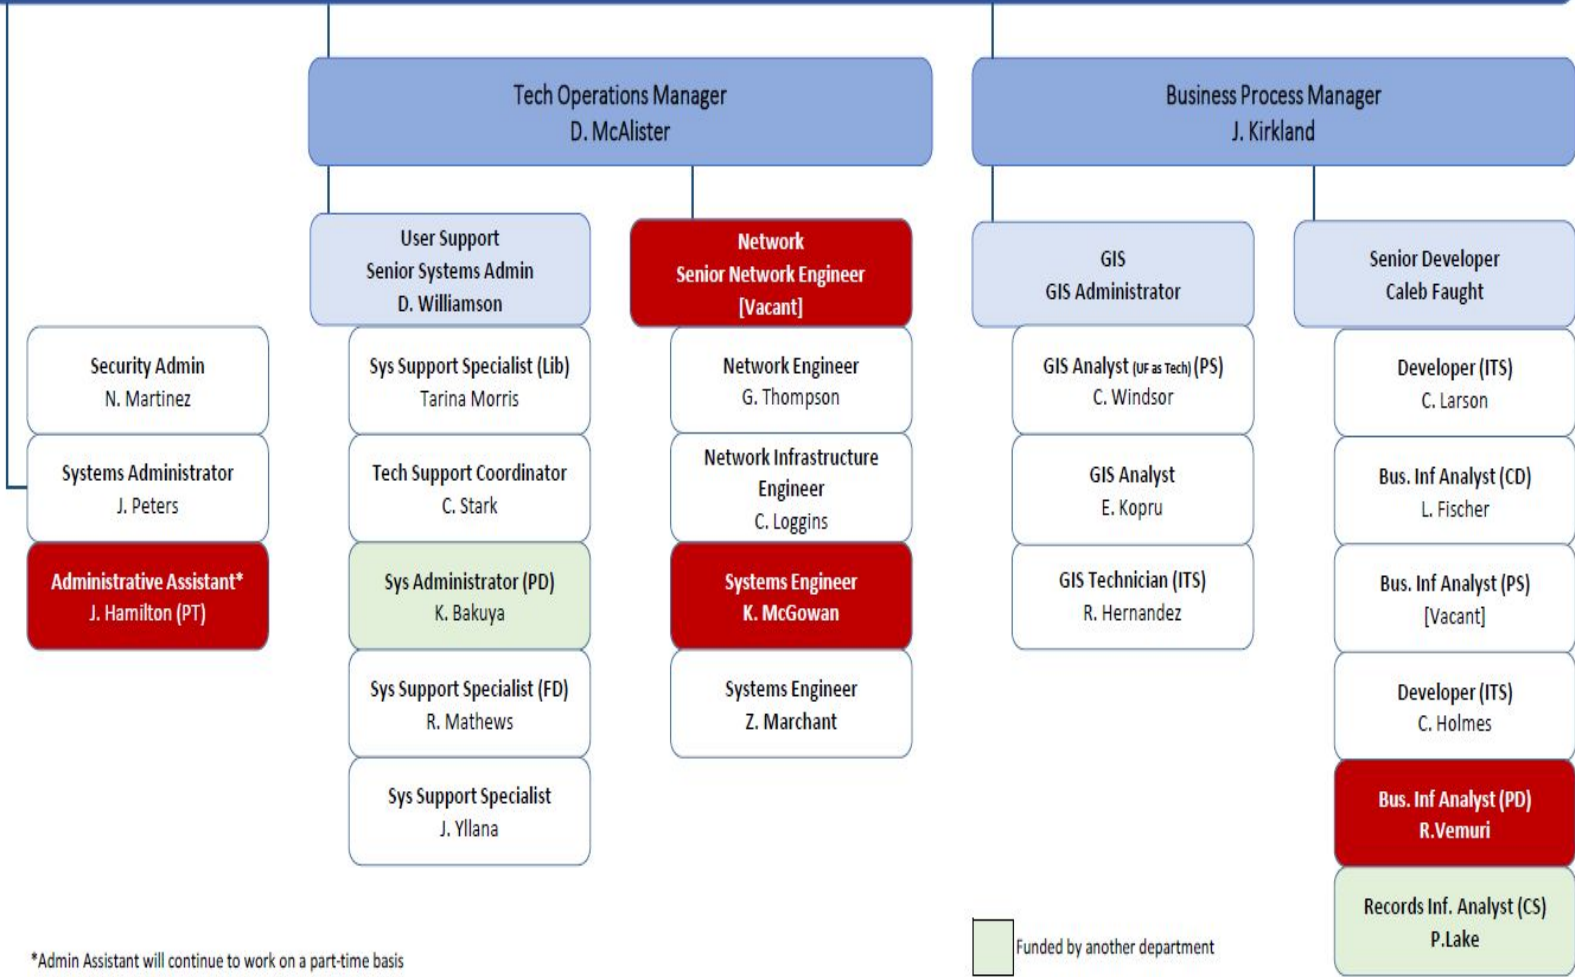 Tech Operations Manager
D. McAlister
Business Process Manager
J. Kirkland
User Support
Senior Systems Admin
D. Williamson
Network
Senior Network Engineer
[Vacant]
GIS
GIS Administrator
Senior Developer
Caleb Faught
Security Admin
N. Martinez
Systems Administrator
J. Peters
Administrative Assistant*
J. Hamilton (PT)
Sys Support Specialist (Lib)
Tarina Morris
Tech Support Coordinator
C. Stark
Sys Administrator (PD)
K. Bakuya
Sys Support Specialist (FD)
R. Mathews
Sys Support Specialist
J. Yllana
Network Engineer
G. Thompson
Network Infrastructure
Engineer
C. Loggins
Systems Engineer
K. McGowan
Systems Engineer
Z. Marchant
GIS Analyst (UF as Tech) (PS)
C. Windsor
GIS Analyst
E. Kopru
GIS Technician (ITS)
R. Hernandez
Developer (ITS)
C. Larson
Bus. Inf Analyst (CD)
L. Fischer
Bus. Inf Analyst (PS)
[Vacant]
Developer (ITS)
C. Holmes
Bus. Inf Analyst (PD)
R.Vemuri
Records Inf. Analyst (CS)
P.Lake
*Admin Assistant will continue to work on a part-time basis
Funded by another department